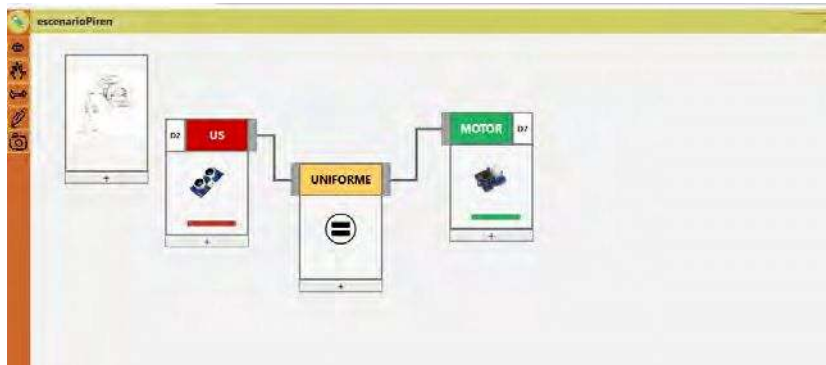 escenarioPiren
D2 US
MOTOR D7
UNIFORME
+
+
+
+